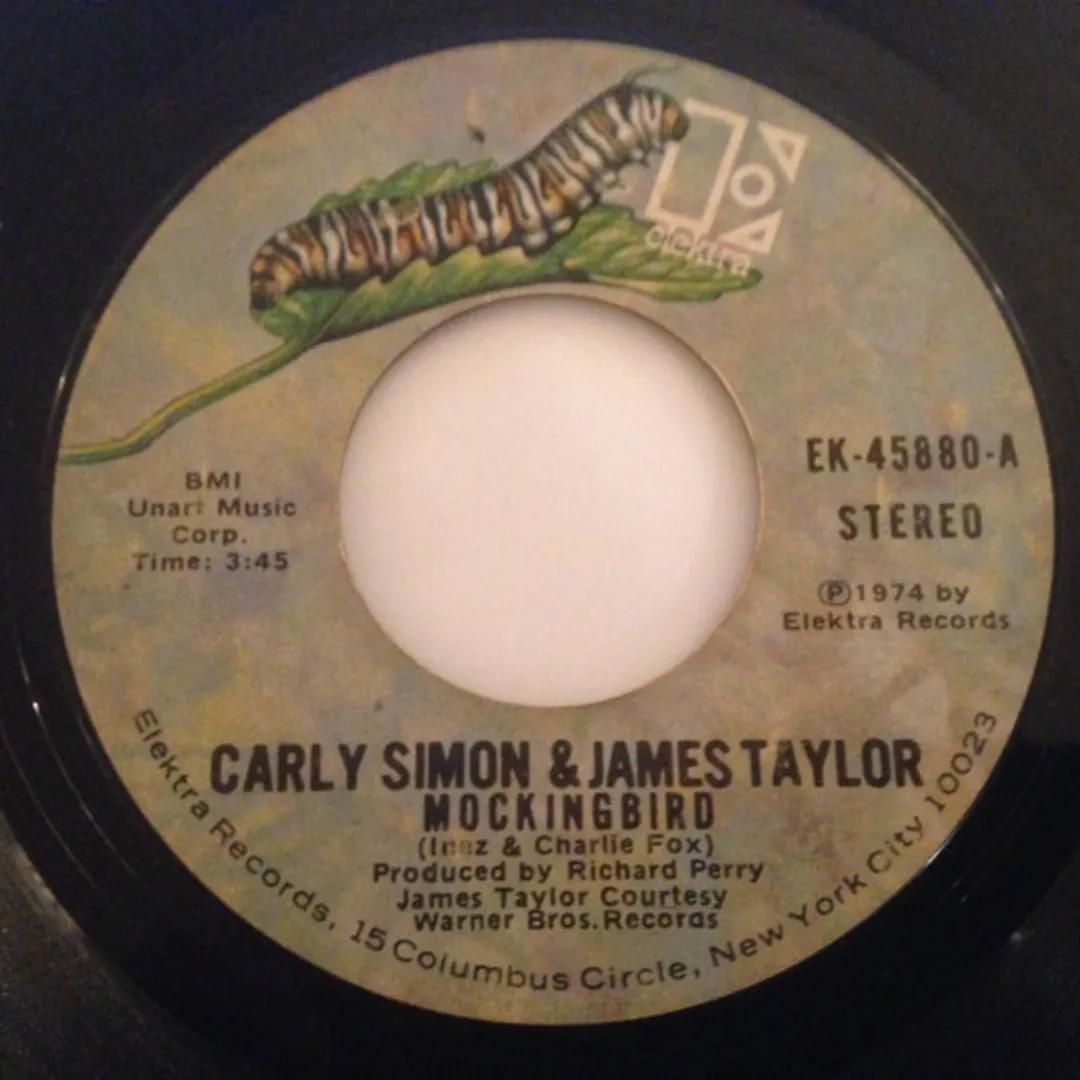 elektra
EK-45880-A
STEREO
BMI
Unart Music
Corp.
Time: 3:45
Ⓟ1974 by
Elektra Records
CARLY SIMON & JAMES TAYLOR
MOCKINGBIRD
(Inez & Charlie Fox)
Produced by Richard Perry
James Taylor Courtesy
Warner Bros. Records
Elektra Records, 15 Columbus Circle, New York City 10023